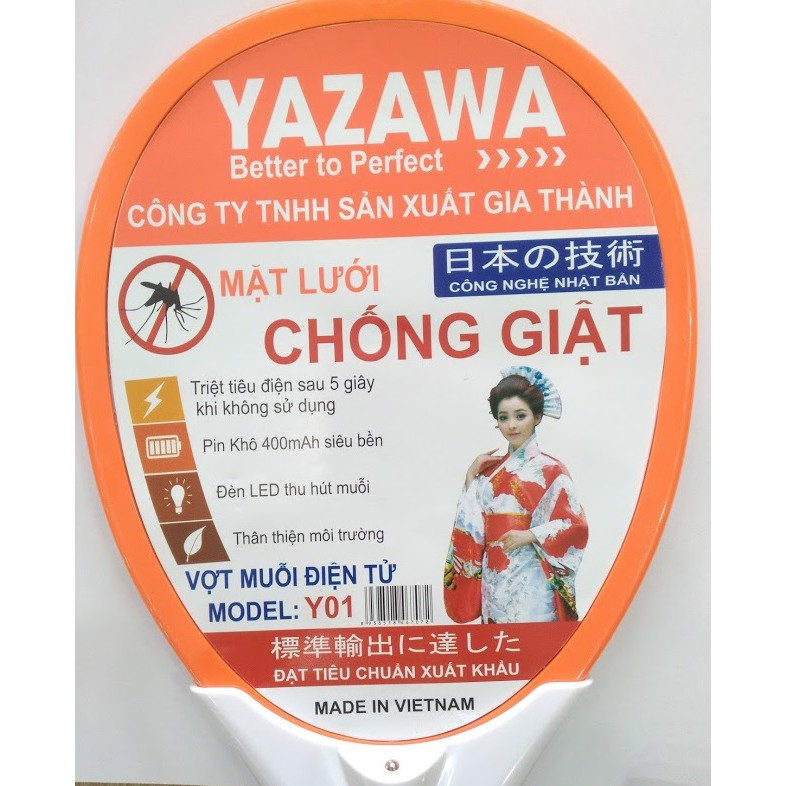 YAZAWA
Better to Perfect
CÔNG TY TNHH SẢN XUẤT GIA THÀNH
日本の技術
CÔNG NGHỆ NHẬT BẢN
MẶT LƯỚI
CHỐNG GIẬT
Triệt tiêu điện sau 5 giây
khi không sử dụng
Pin Khô 400mAh siêu bền
Đèn LED thu hút muỗi
Thân thiện môi trường
VỢT MUỖI ĐIỆN TỬ
MODEL: Y01
標準輸出に達した
ĐẠT TIÊU CHUẨN XUẤT KHẨU
MADE IN VIETNAM